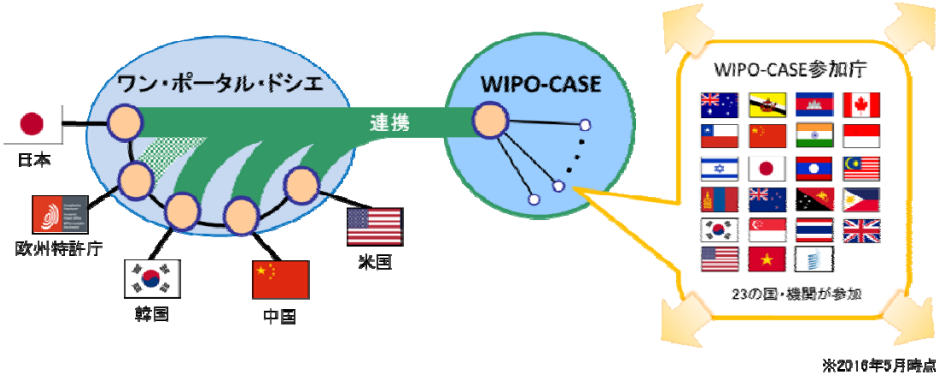 ワン・ポータル・ドシエ
WIPO-CASE
連携
日本
欧州特許庁
韓国
中国
米国
WIPO-CASE参加庁
23の国・機関が参加
※2016年5月時点